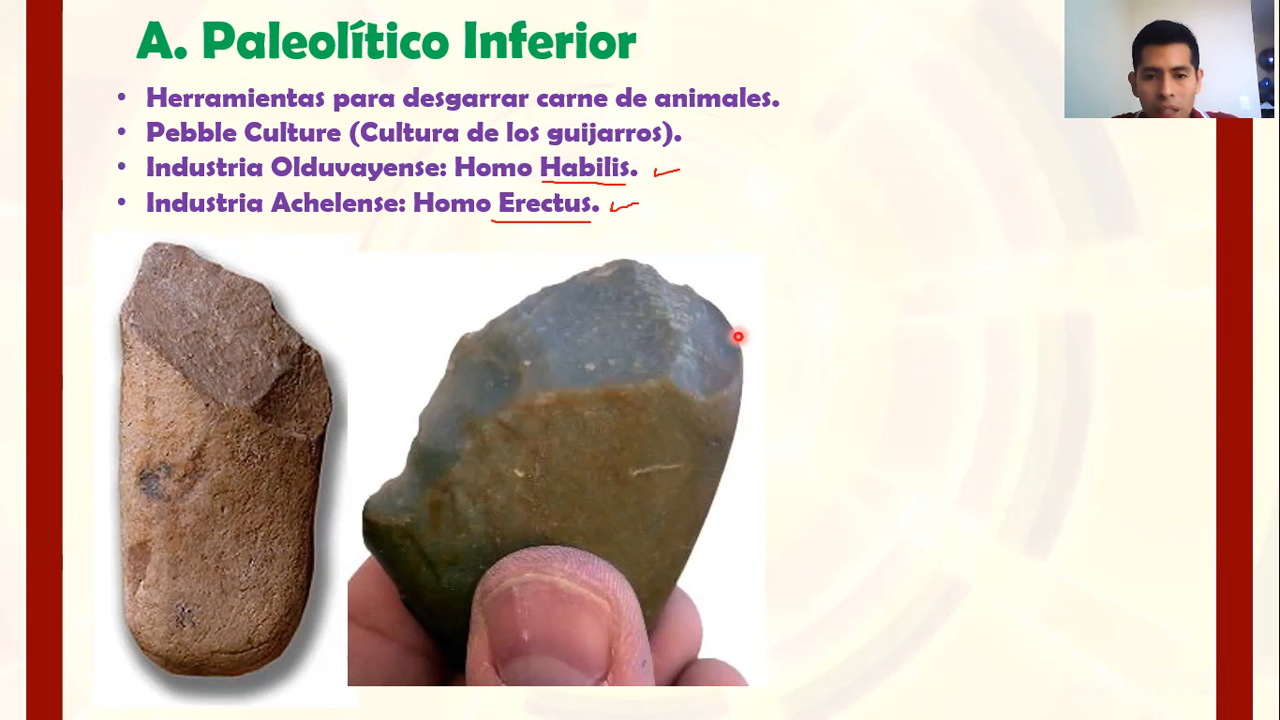 A. Paleolítico Inferior
• Herramientas para desgarrar carne de animales.
• Pebble Culture (Cultura de los guijarros).
• Industria Olduvayense: Homo Habilis.
• Industria Achelense: Homo Erectus.